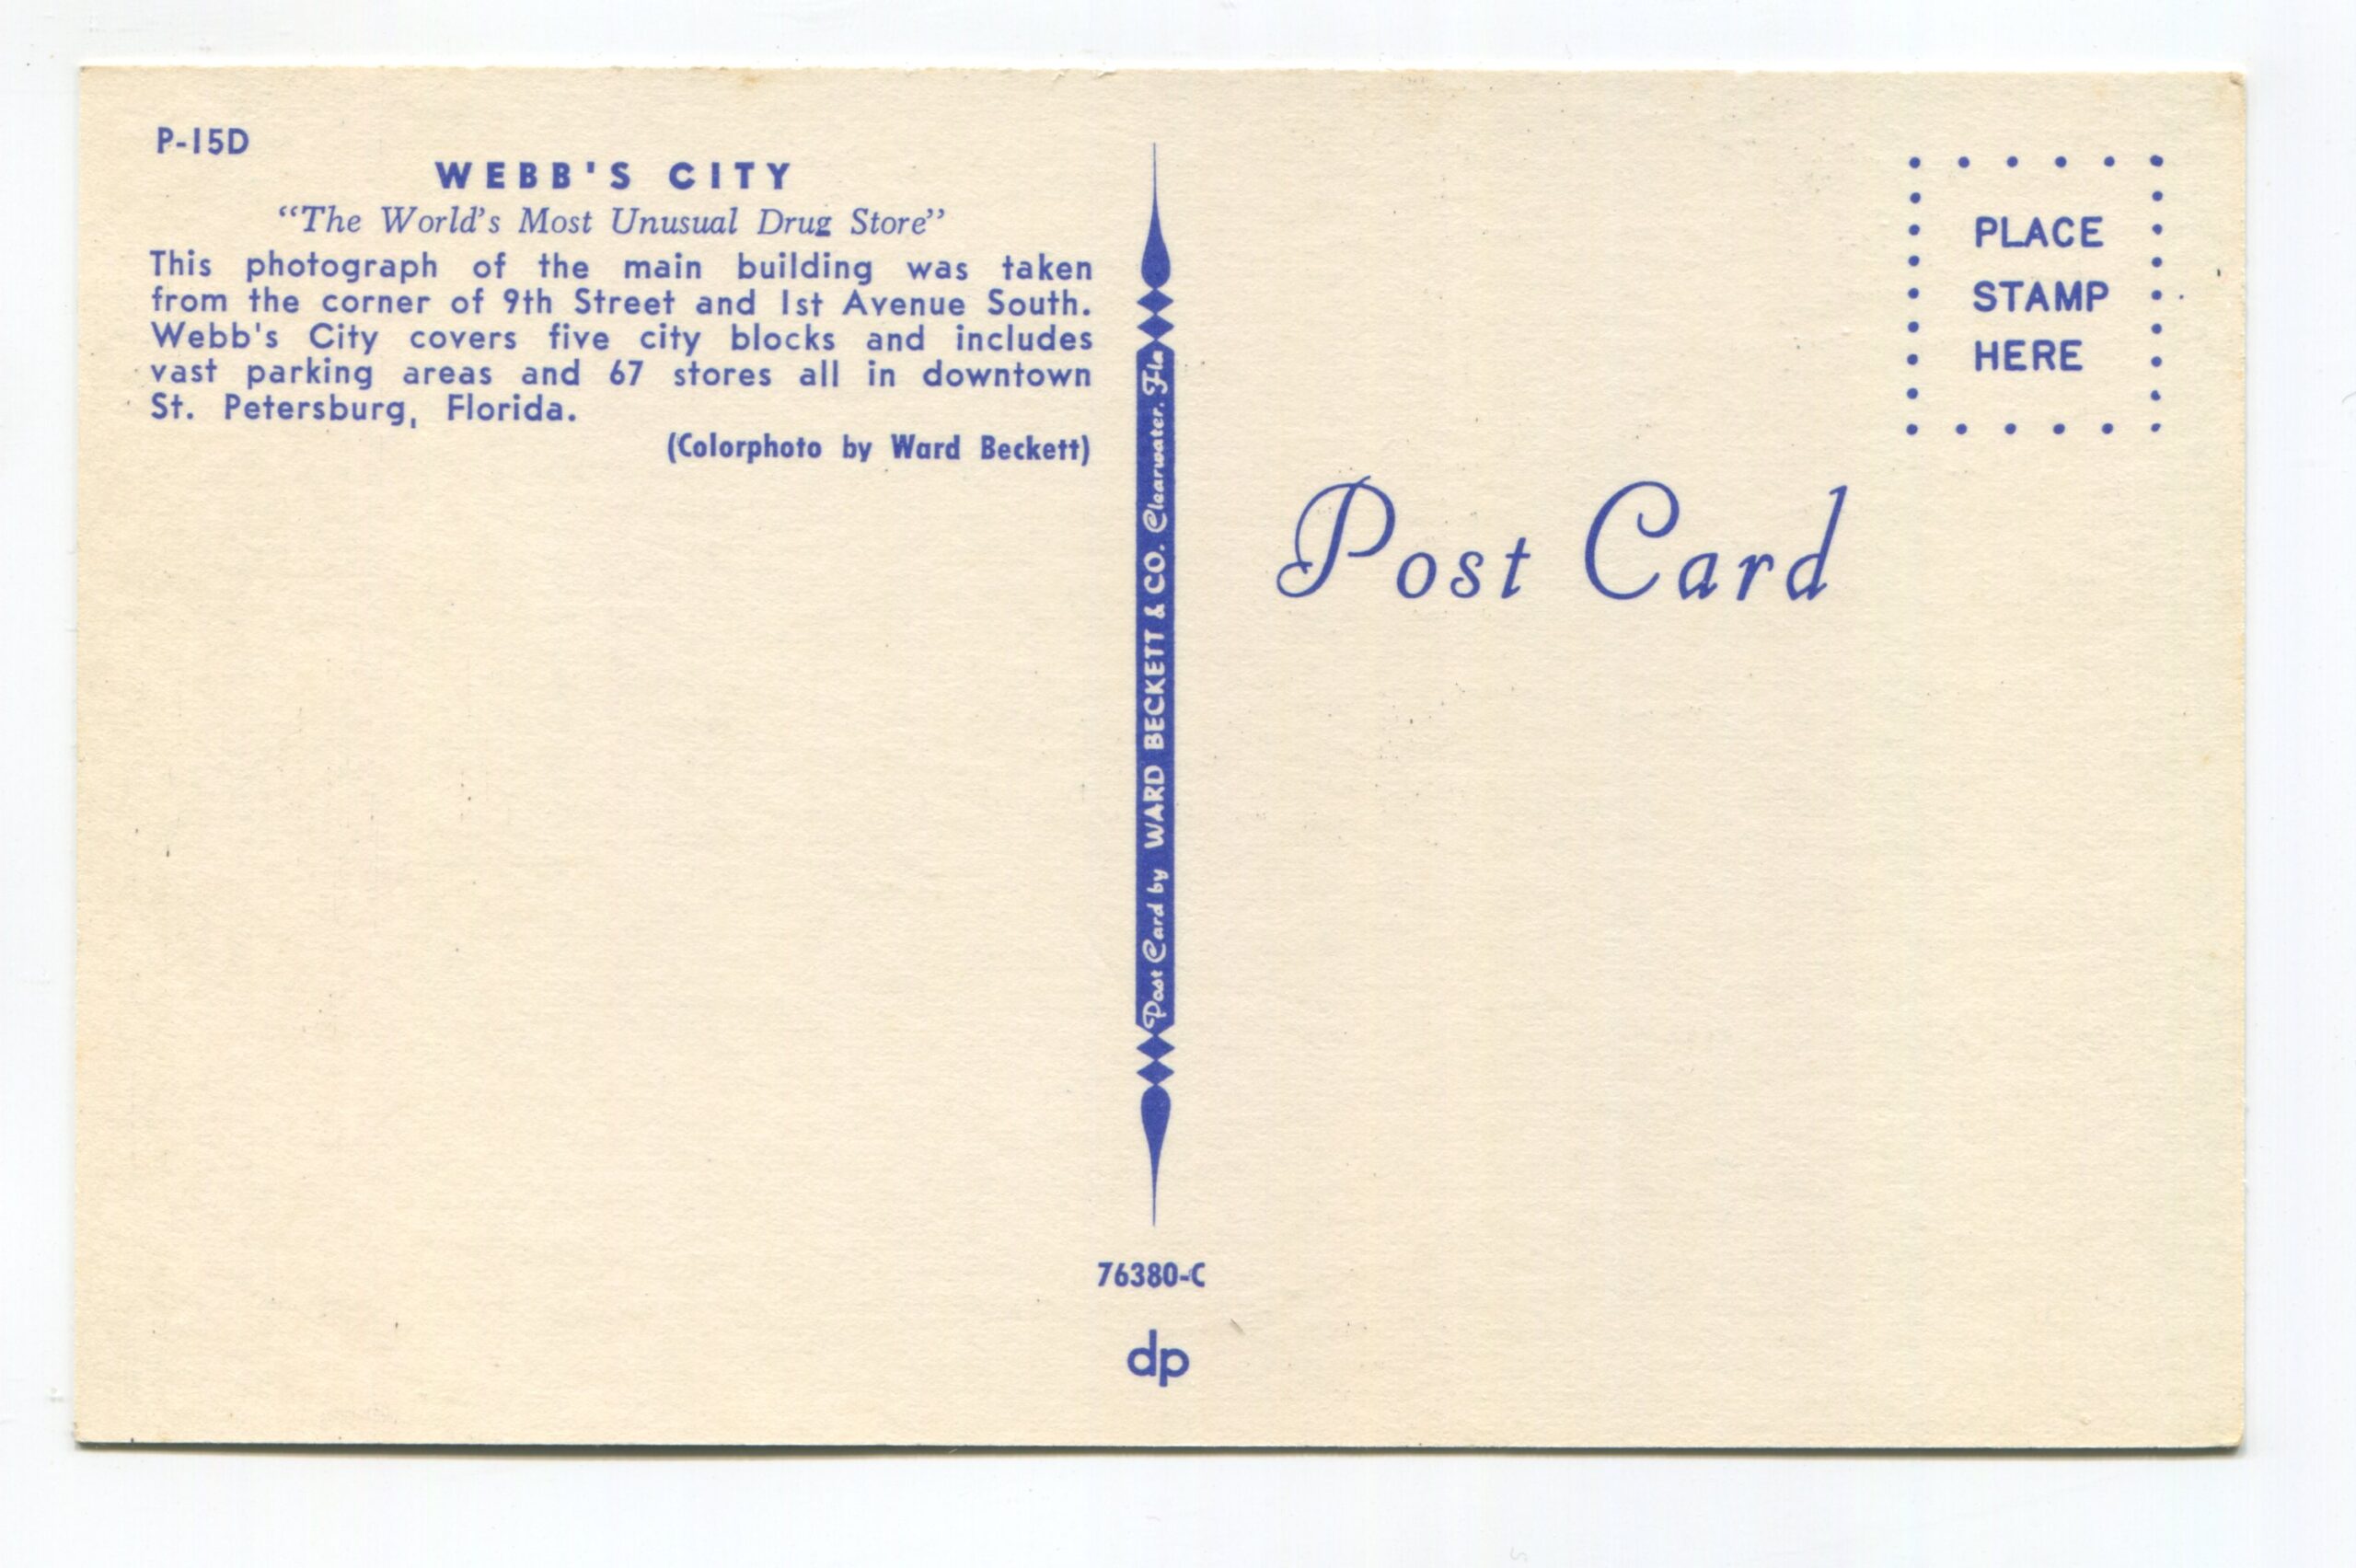 P-15D
WEBB'S CITY
“The World's Most Unusual Drug Store”
This photograph of the main building was taken
from the corner of 9th Street and 1st Avenue South.
Webb's City covers five city blocks and includes
vast parking areas and 67 stores all in downtown
St. Petersburg, Florida.
(Colorphoto by Ward Beckett)
Post Card by WARD BECKETT & CO. Clearwater, Fla
76380-C
dp
PLACE
STAMP
HERE
Post Card